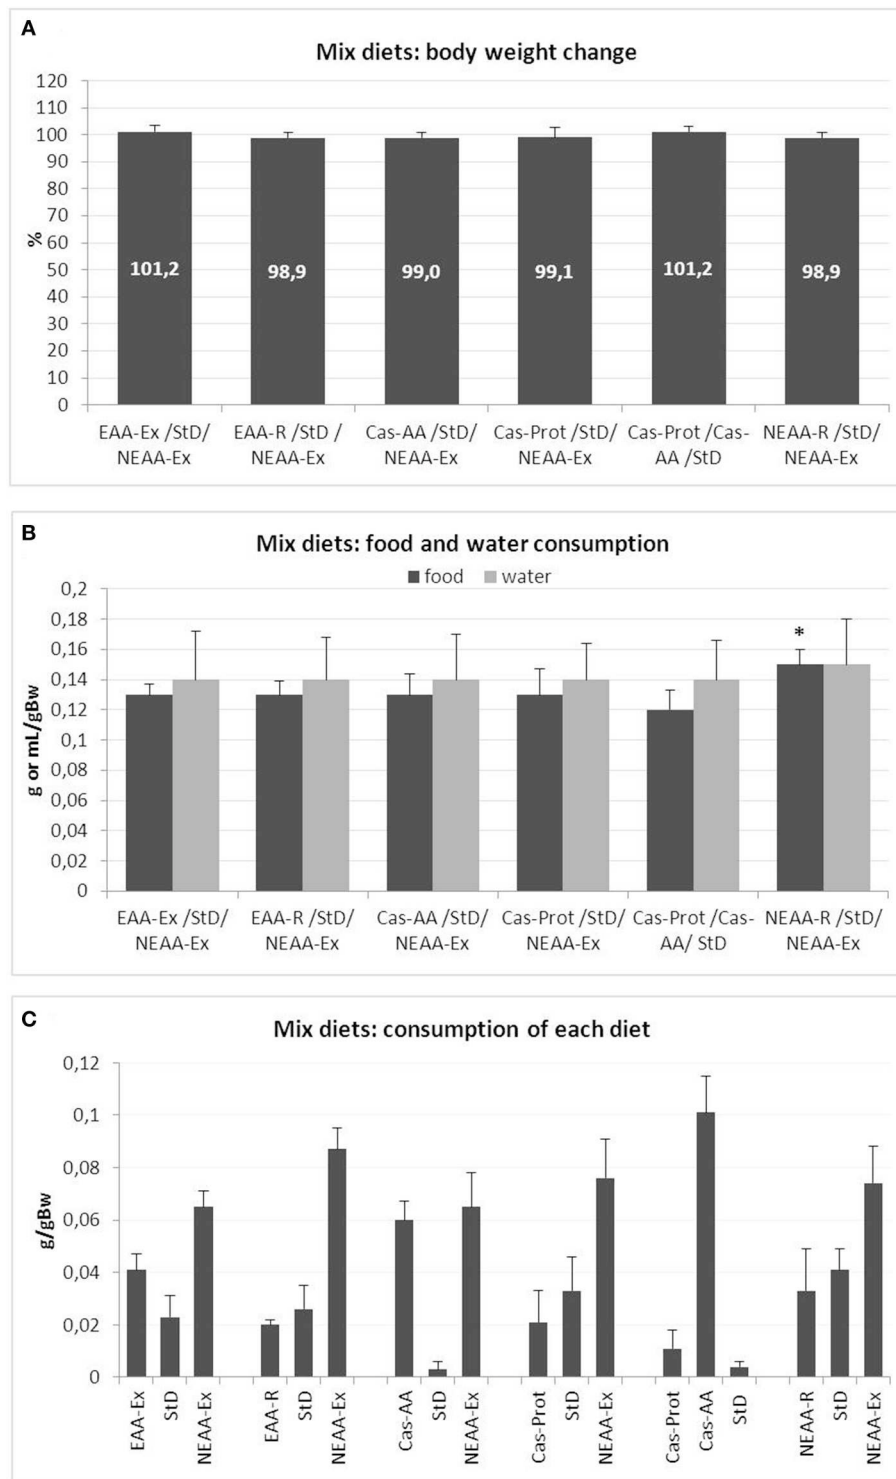 A
Mix diets: body weight change
120
110
100
90
80
70
60
50
40
30
20
10
0
%
101,2
98,9
99,0
99,1
101,2
98,9
EAA-Ex /StD/
NEAA-Ex
EAA-R /StD /
NEAA-Ex
Cas-AA /StD/
NEAA-Ex
Cas-Prot /StD/
NEAA-Ex
Cas-Prot /Cas-
AA /StD
NEAA-R /StD/
NEAA-Ex
B
Mix diets: food and water consumption
food
water
0,2
0,18
0,16
0,14
0,12
0,1
0,08
0,06
0,04
0,02
0
g or mL/gBw
*
EAA-Ex /StD/
NEAA-Ex
EAA-R /StD/
NEAA-Ex
Cas-AA /StD/
NEAA-Ex
Cas-Prot /StD/
NEAA-Ex
Cas-Prot /Cas-
AA/ StD
NEAA-R /StD/
NEAA-Ex
C
Mix diets: consumption of each diet
0,12
0,1
0,08
0,06
0,04
0,02
0
g/gBw
EAA-Ex
StD
NEAA-Ex
EAA-R
StD
NEAA-Ex
Cas-AA
StD
NEAA-Ex
Cas-Prot
StD
NEAA-Ex
Cas-Prot
Cas-AA
StD
NEAA-R
StD
NEAA-Ex